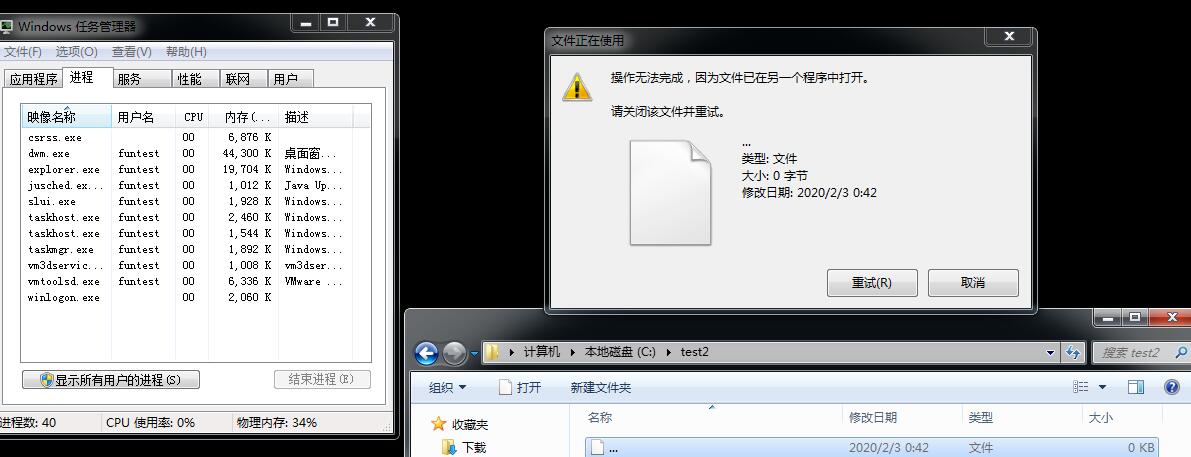 Windows 任务管理器
文件(F) 选项(O) 查看(V) 帮助(H)
应用程序 进程 服务 性能 联网 用户
映像名称 用户名 CPU 内存(... 描述
csrss.exe 00 6,876 K
dwm.exe funtest 00 44,300 K 桌面窗...
explorer.exe funtest 00 19,704 K Windows...
jusched.ex... funtest 00 1,012 K Java Up...
slui.exe funtest 00 1,928 K Windows...
taskhost.exe funtest 00 2,460 K Windows...
taskhost.exe funtest 00 1,544 K Windows...
taskmgr.exe funtest 00 1,892 K Windows...
vm3dservic... funtest 00 1,008 K vm3dser...
vmtoolsd.exe funtest 00 6,336 K VMware ...
winlogon.exe 00 2,060 K
显示所有用户的进程(S) 结束进程(E)
进程数: 40 CPU 使用率: 0% 物理内存: 34%
文件正在使用
操作无法完成，因为文件已在另一个程序中打开。
请关闭该文件并重试。
...
类型: 文件
大小: 0 字节
修改日期: 2020/2/3 0:42
重试(R) 取消
计算机 本地磁盘 (C:) test2 搜索 test2
组织 打开 新建文件夹
收藏夹
下载
名称 修改日期 类型 大小
... 2020/2/3 0:42 文件 0 KB